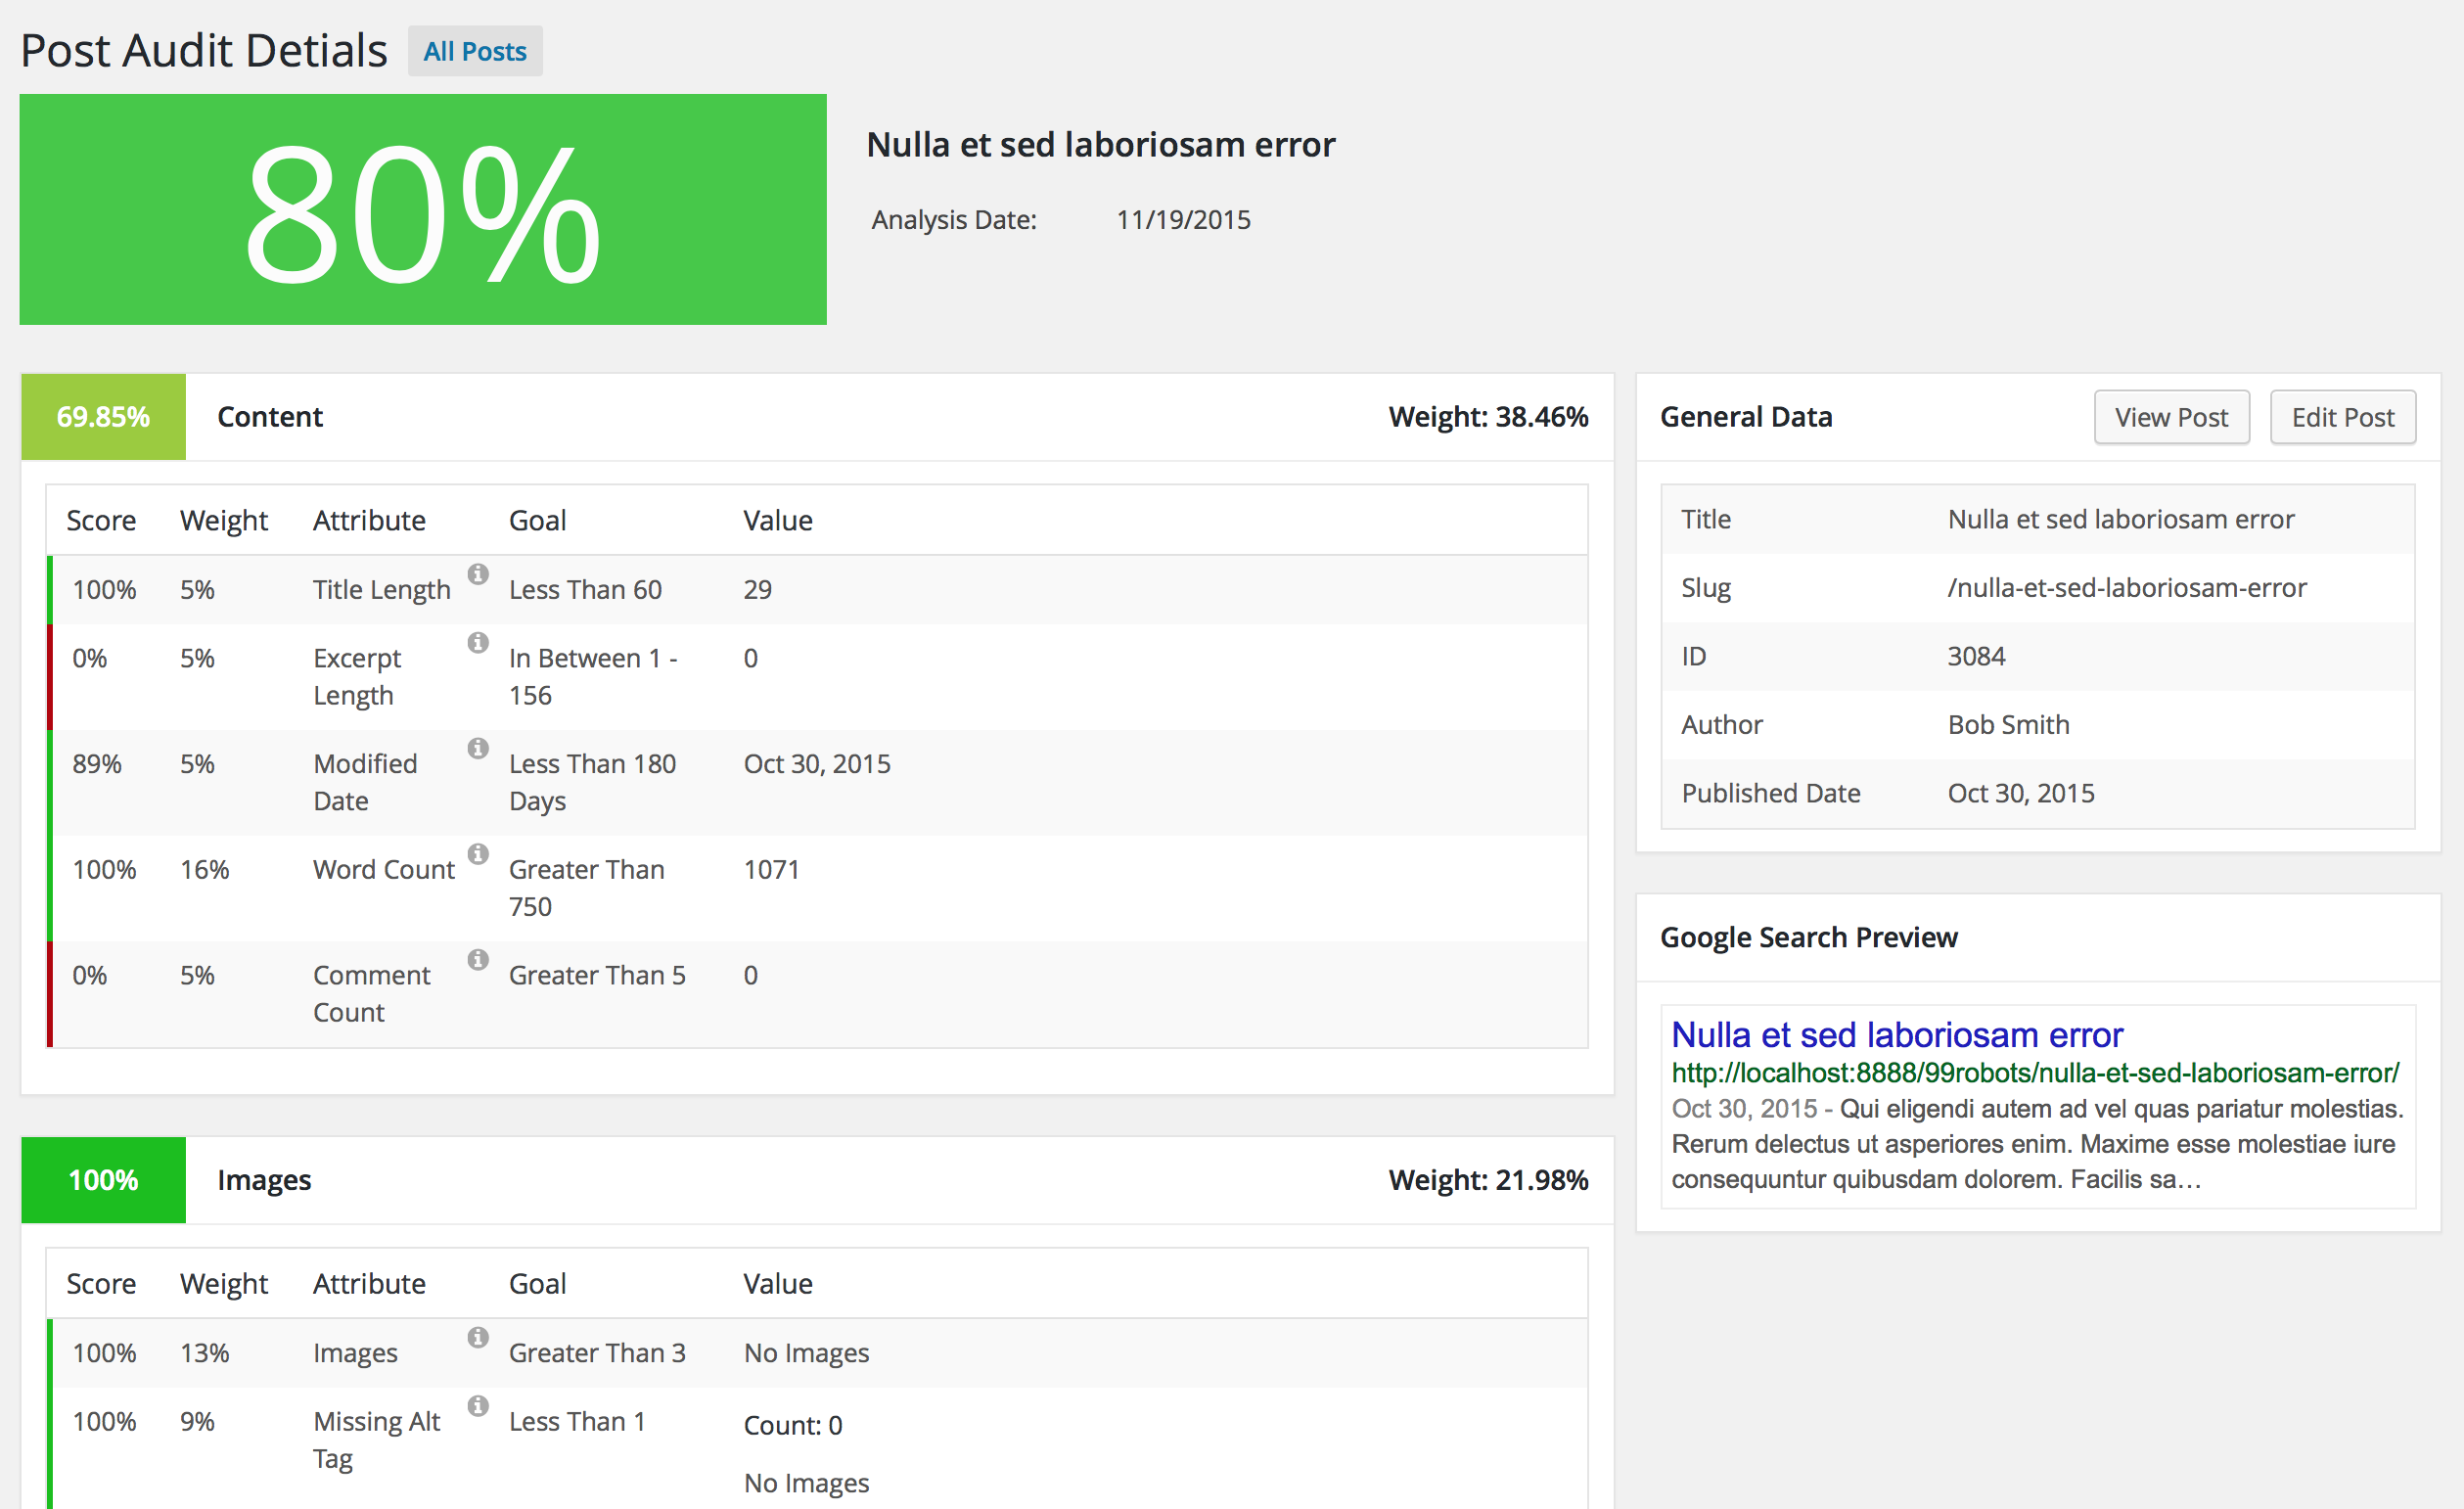 Post Audit Detials All Posts
80%
Nulla et sed laboriosam error
Analysis Date: 11/19/2015
69.85% Content Weight: 38.46%
Score Weight Attribute Goal Value
100% 5% Title Length Less Than 60 29
0% 5% Excerpt In Between 1 - 0
Length 156
89% 5% Modified Less Than 180 Oct 30, 2015
Date Days
100% 16% Word Count Greater Than 1071
750
0% 5% Comment Greater Than 5 0
Count
100% Images Weight: 21.98%
Score Weight Attribute Goal Value
100% 13% Images Greater Than 3 No Images
100% 9% Missing Alt Less Than 1 Count: 0
Tag
No Images
General Data View Post Edit Post
Title Nulla et sed laboriosam error
Slug /nulla-et-sed-laboriosam-error
ID 3084
Author Bob Smith
Published Date Oct 30, 2015
Google Search Preview
Nulla et sed laboriosam error
http://localhost:8888/99robots/nulla-et-sed-laboriosam-error/
Oct 30, 2015 - Qui eligendi autem ad vel quas pariatur molestias.
Rerum delectus ut asperiores enim. Maxime esse molestiae iure
consequuntur quibusdam dolorem. Facilis sa…